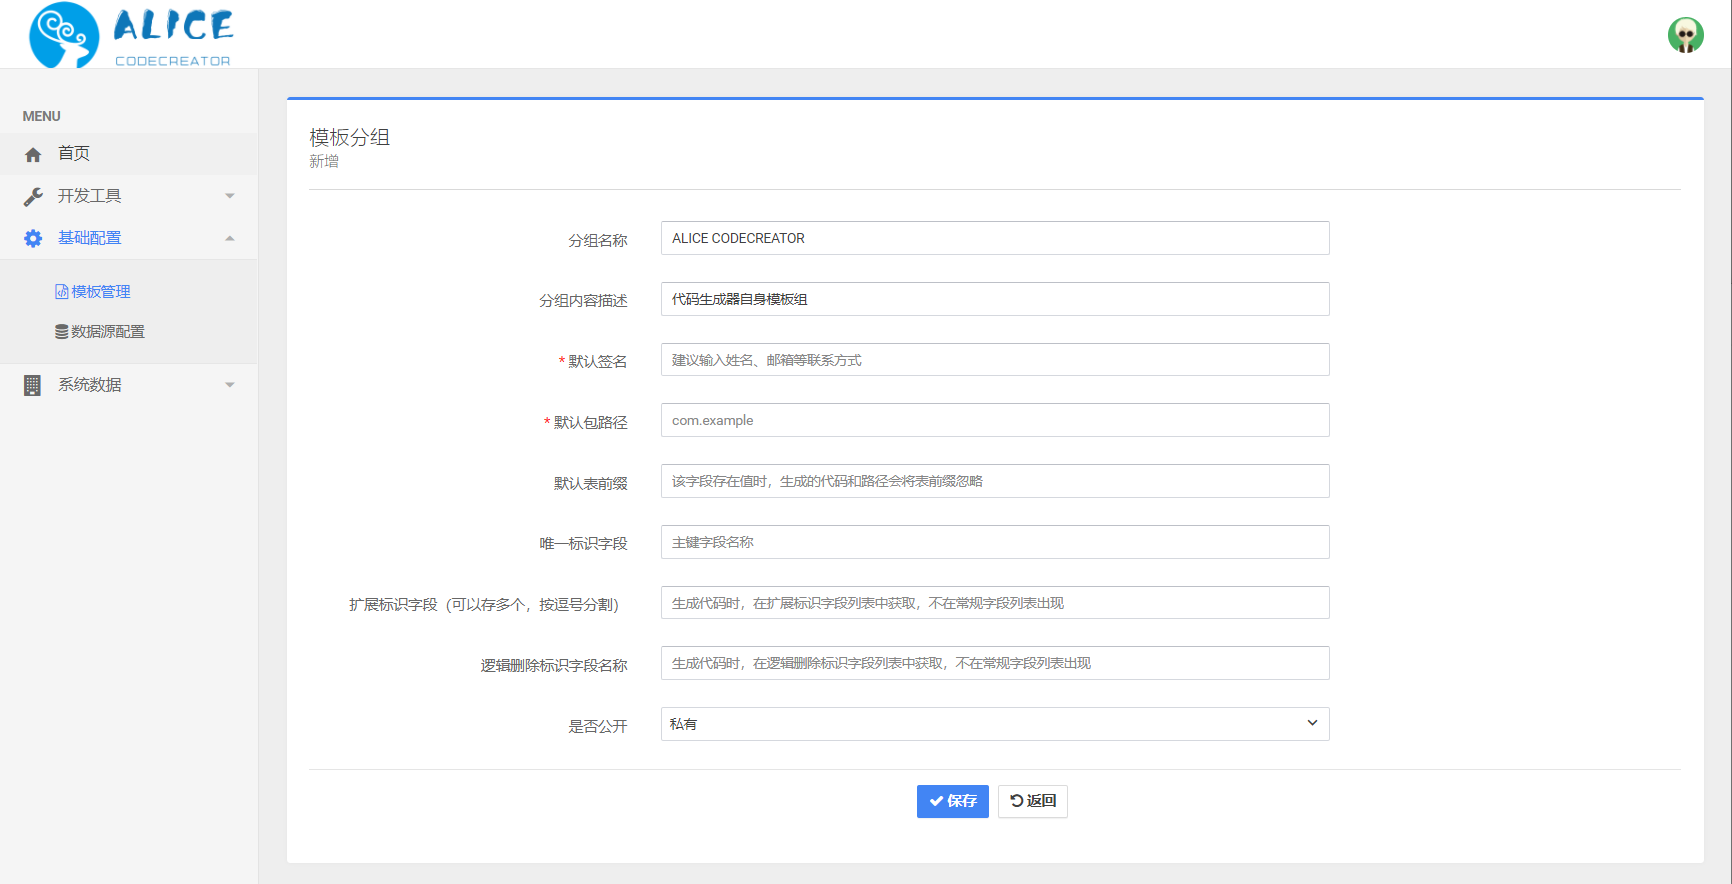 ALICE
CODECREATOR
MENU
首页
开发工具
基础配置
模板管理
数据源配置
系统数据
模板分组
新增
分组名称
ALICE CODECREATOR
分组内容描述
代码生成器自身模板组
* 默认签名
建议输入姓名、邮箱等联系方式
* 默认包路径
com.example
默认表前缀
该字段存在值时，生成的代码和路径会将表前缀忽略
唯一标识字段
主键字段名称
扩展标识字段（可以存多个，按逗号分割）
生成代码时，在扩展标识字段列表中获取，不在常规字段列表出现
逻辑删除标识字段名称
生成代码时，在逻辑删除标识字段列表中获取，不在常规字段列表出现
是否公开
私有
保存
返回